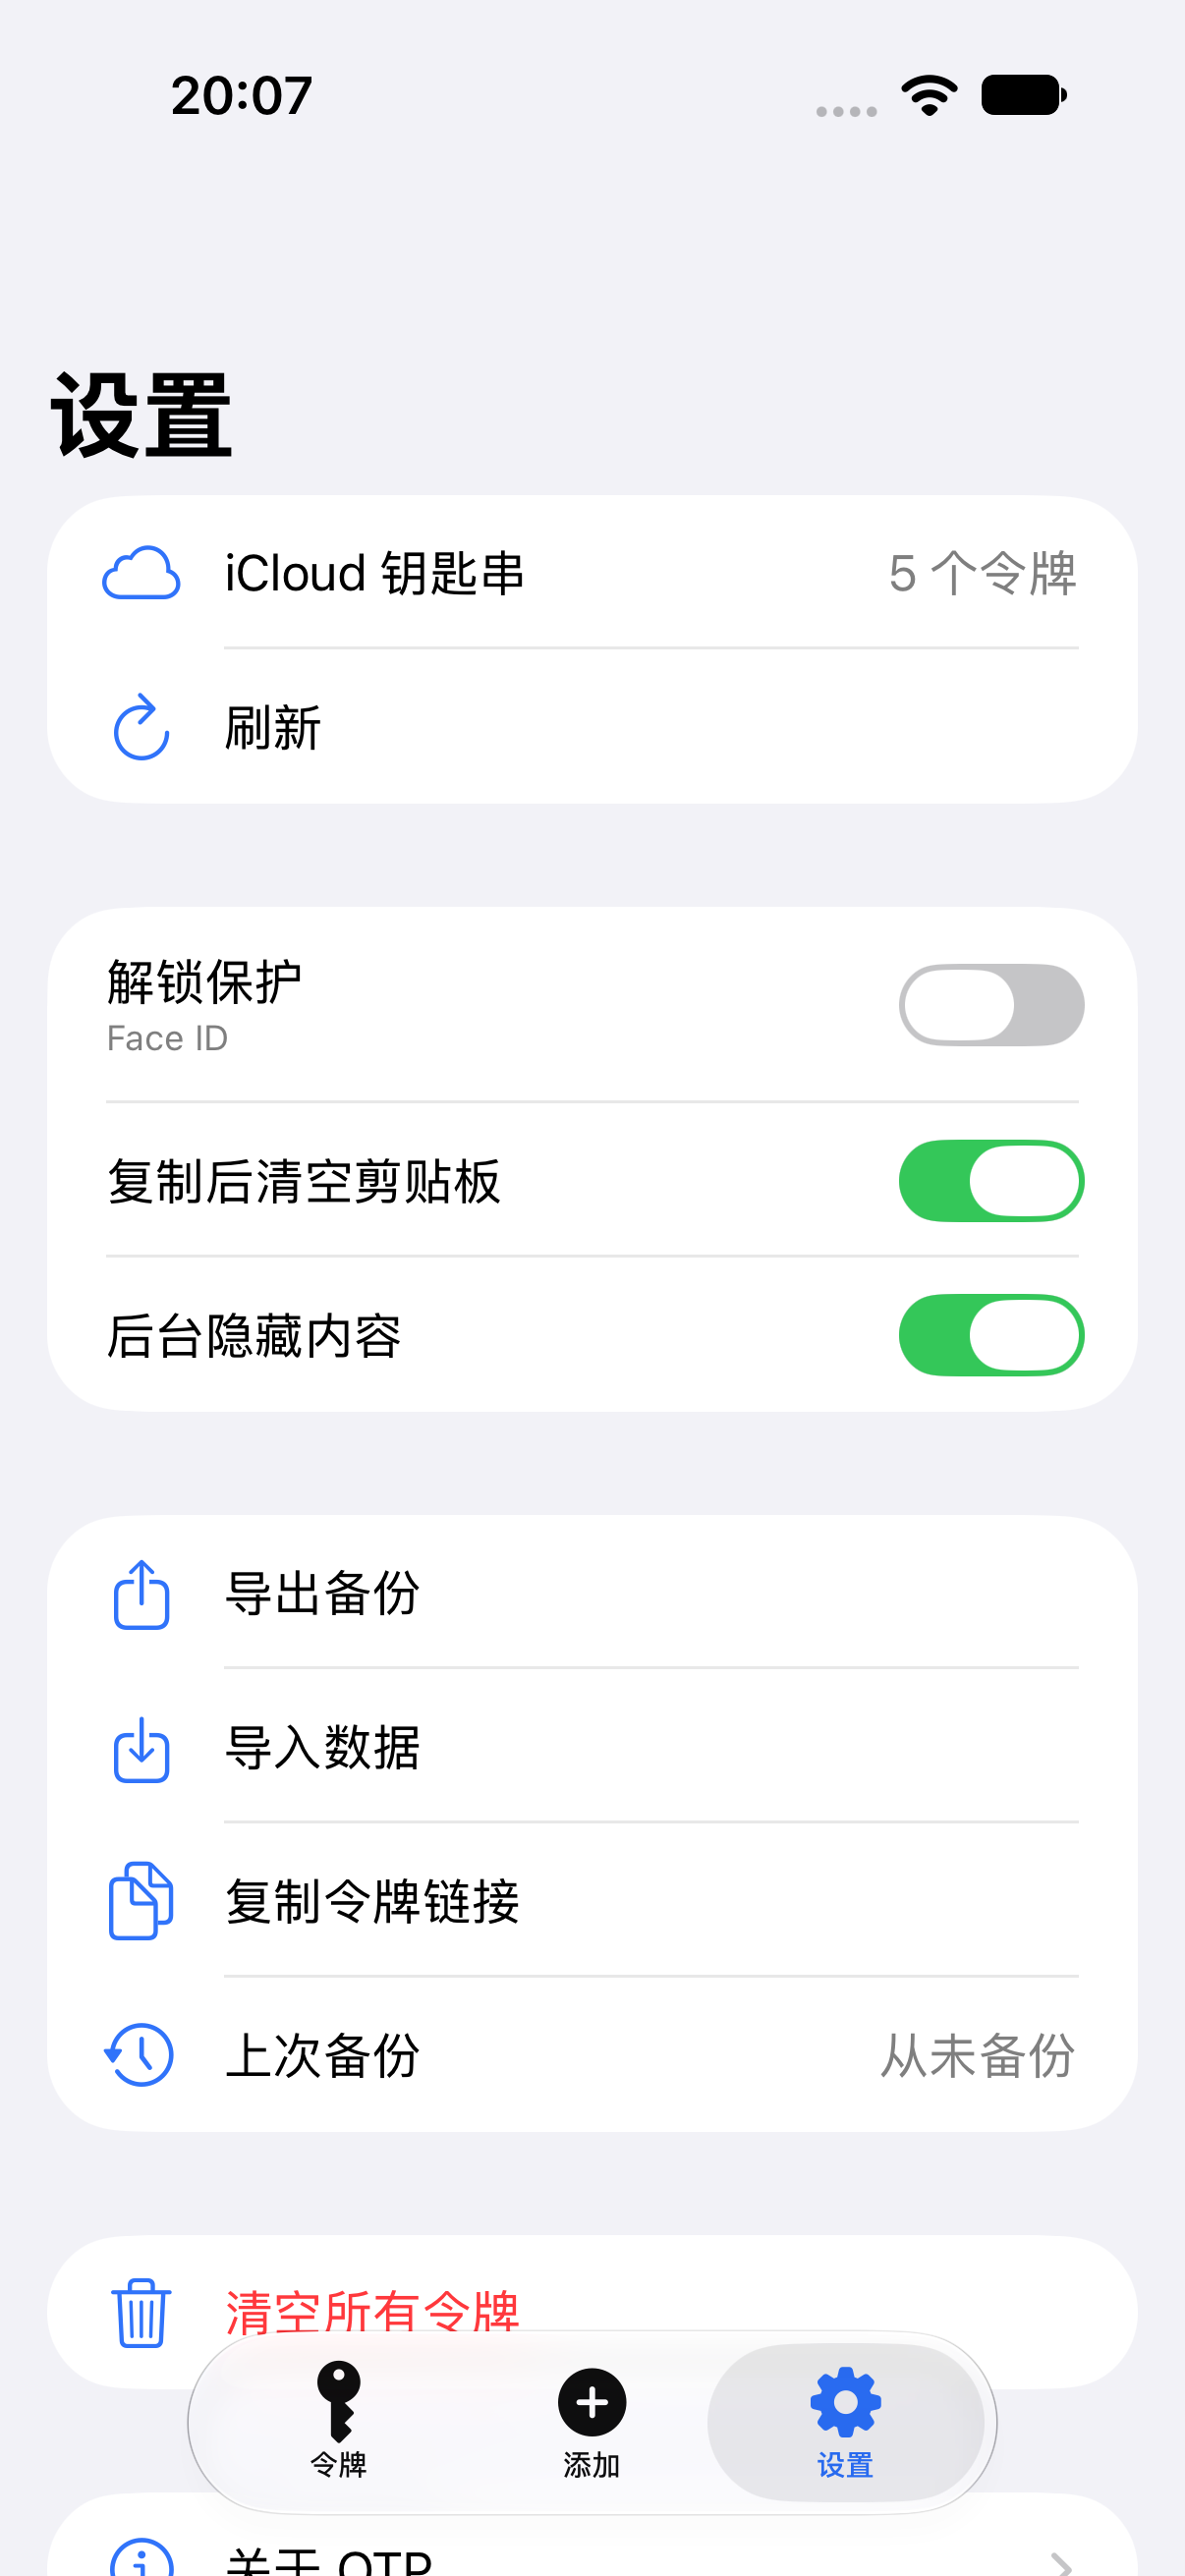 20:07
设置
iCloud 钥匙串
5 个令牌
刷新
解锁保护
Face ID
复制后清空剪贴板
后台隐藏内容
导出备份
导入数据
复制令牌链接
上次备份
从未备份
清空所有令牌
令牌
添加
设置
关于 OTP